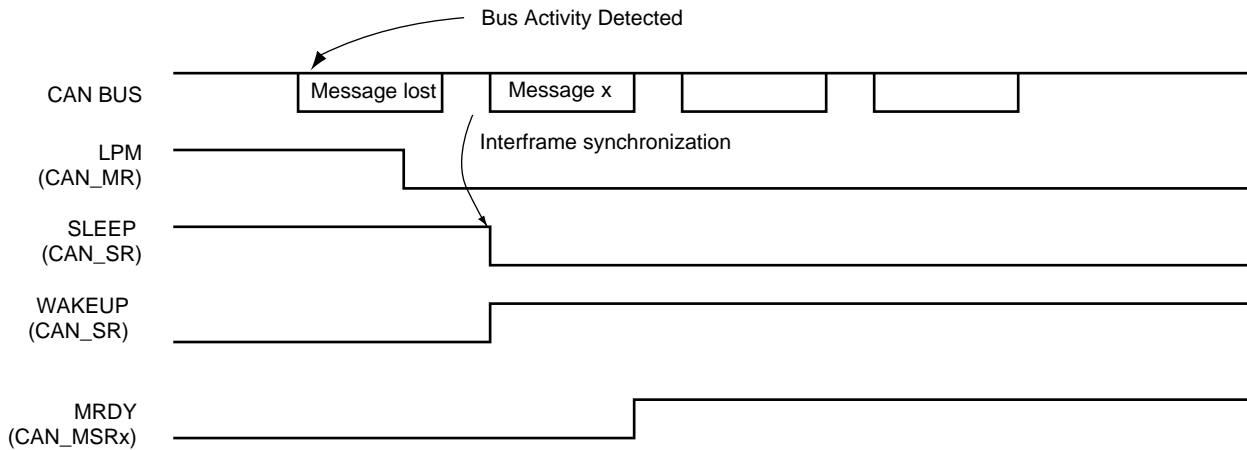 Bus Activity Detected
CAN BUS
Message lost
Message x
Interframe synchronization
LPM
(CAN_MR)
SLEEP
(CAN_SR)
WAKEUP
(CAN_SR)
MRDY
(CAN_MSRx)